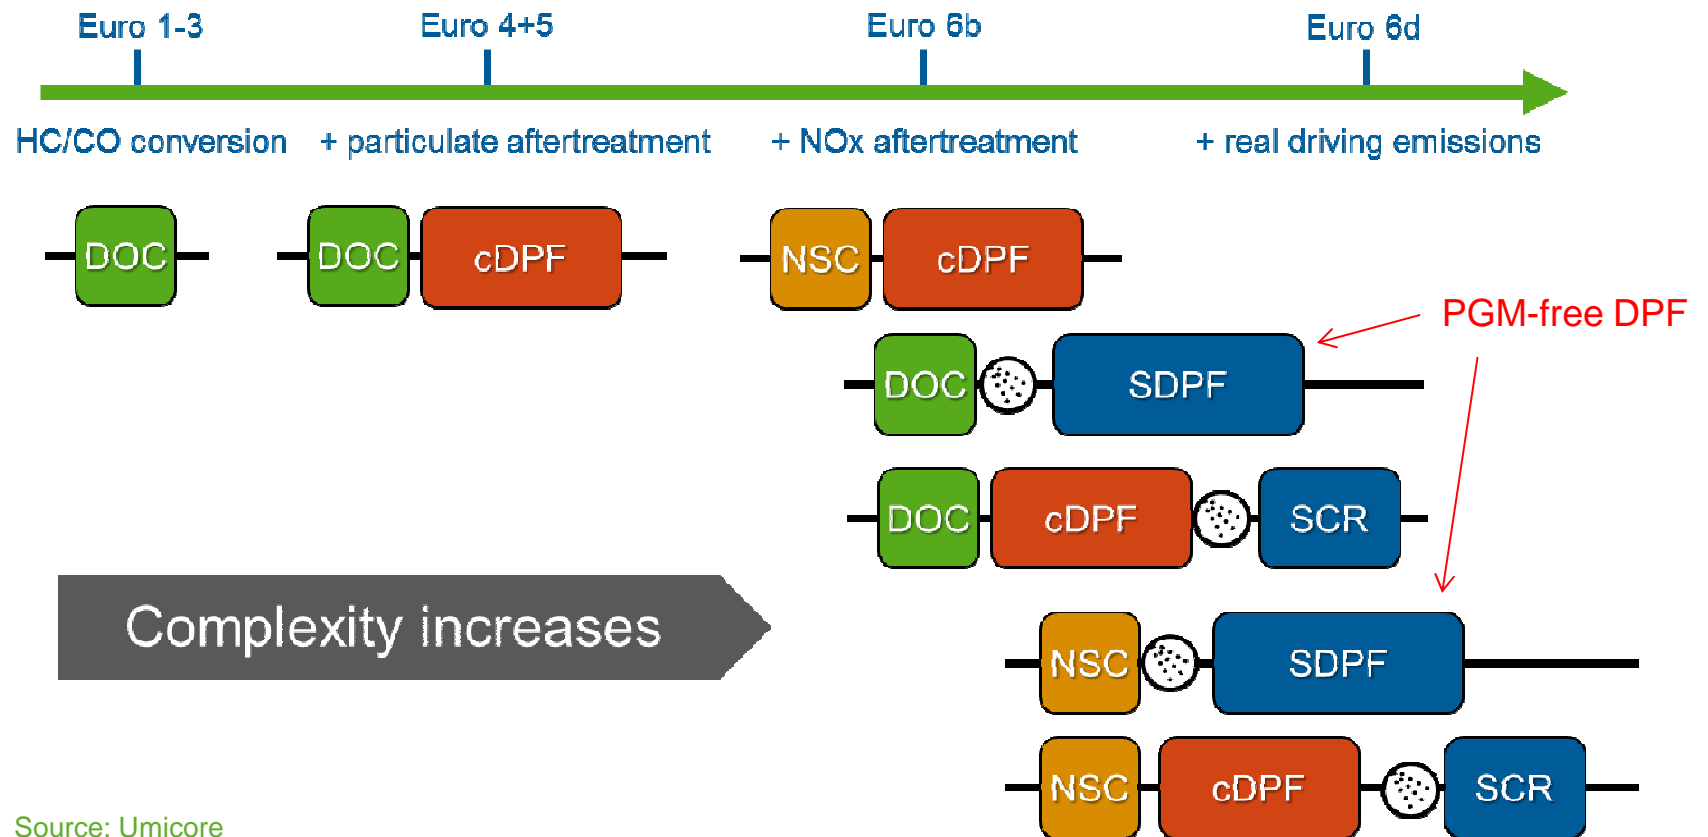 Euro 1-3
Euro 4+5
Euro 6b
Euro 6d
HC/CO conversion
+ particulate aftertreatment
+ NOx aftertreatment
+ real driving emissions
DOC
DOC
cDPF
NSC
cDPF
PGM-free DPF
DOC
SDPF
DOC
cDPF
SCR
Complexity increases
NSC
SDPF
NSC
cDPF
SCR
Source: Umicore